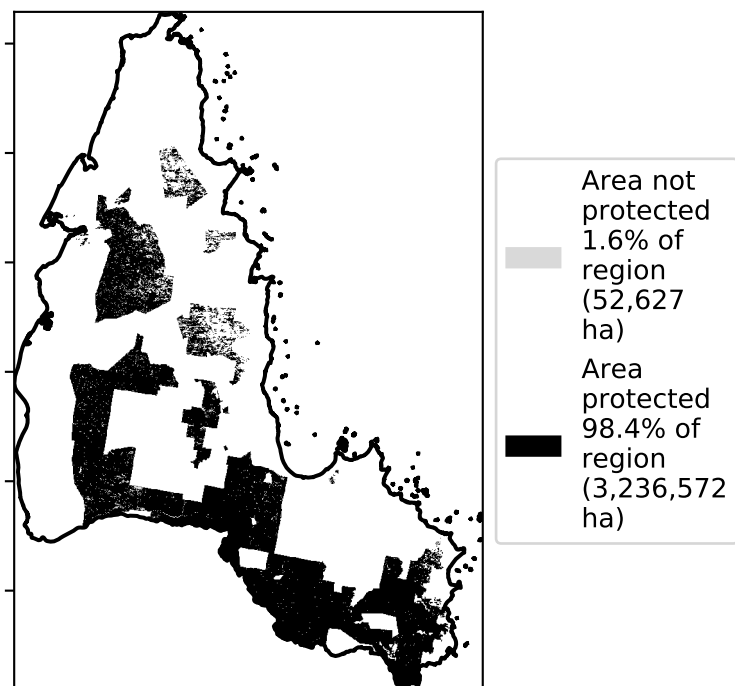 Area not
protected
1.6% of
region
(52,627
ha)
Area
protected
98.4% of
region
(3,236,572
ha)